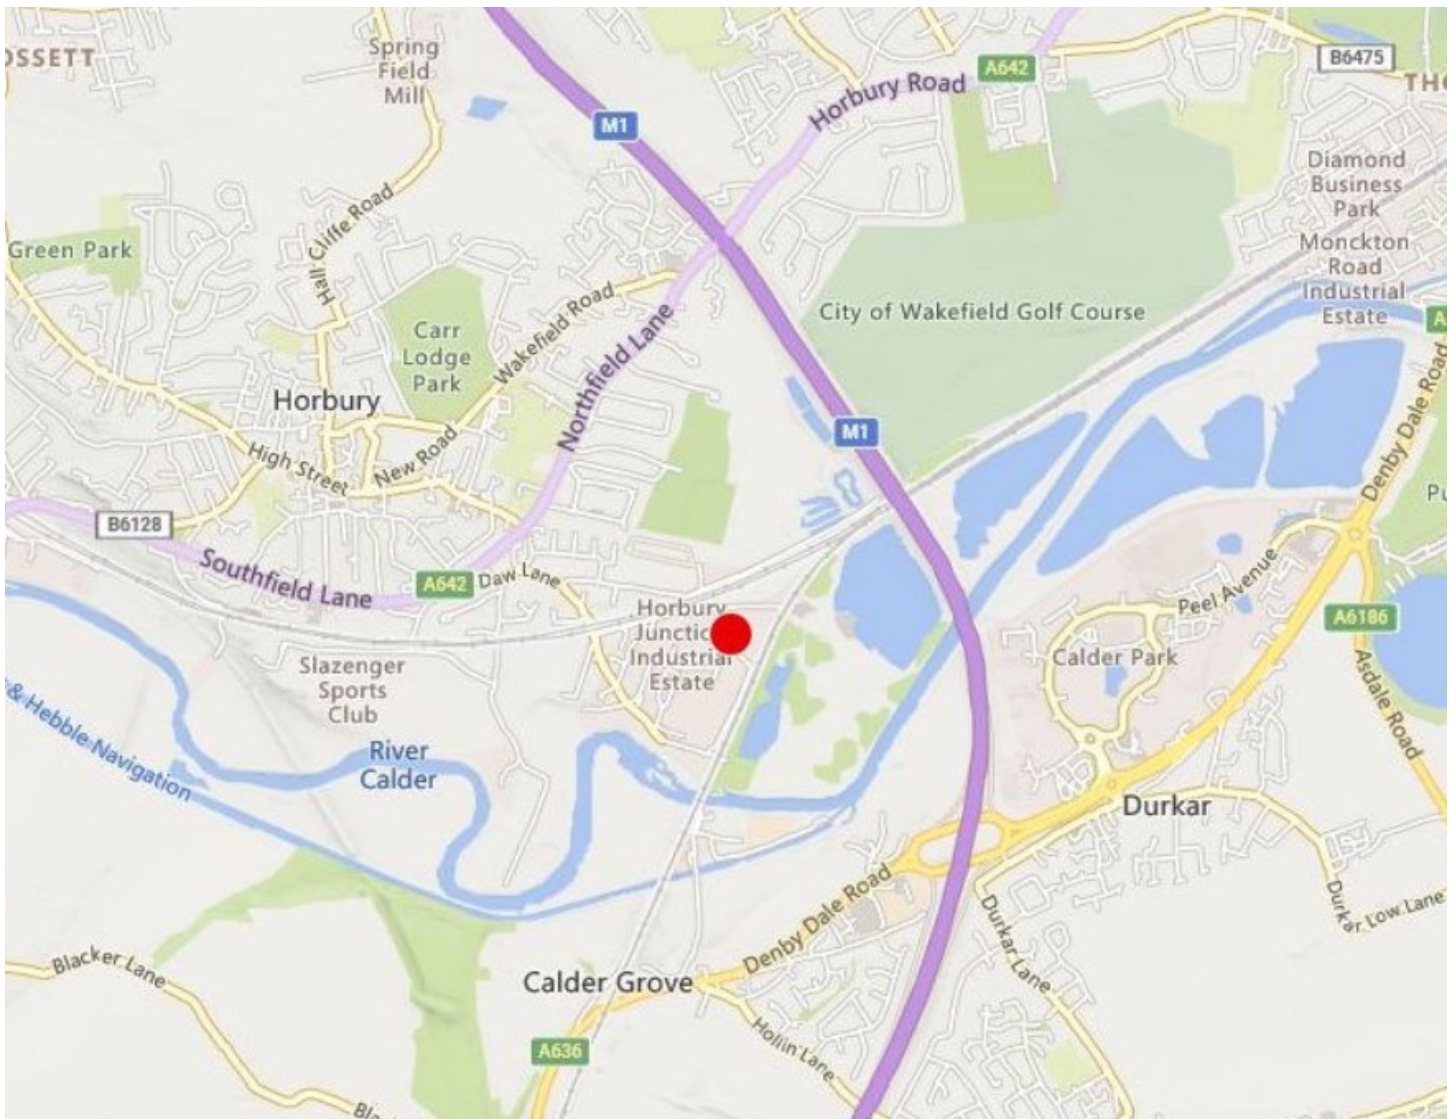 OSSETT
Spring
Field
Mill
M1
Horbury Road
A642
B6475
Diamond
Business
Park
Monckton
Road
Industrial
Estate
Green Park
Hall Cliffe Road
Carr
Lodge
Park
Wakefield Road
Northfield Lane
City of Wakefield Golf Course
Horbury
High Street
New Road
M1
Denby Dale Road
B6128
Southfield Lane
A642
Daw Lane
Horbury
Junction
Industrial
Estate
Slazenger
Sports
Club
Peel Avenue
Calder Park
A6186
Asdale Road
& Hebble Navigation
River
Calder
Durkar
Denby Dale Road
Durkar Lane
Durkar Low Lane
Blacker Lane
Calder Grove
Hollin Lane
A636